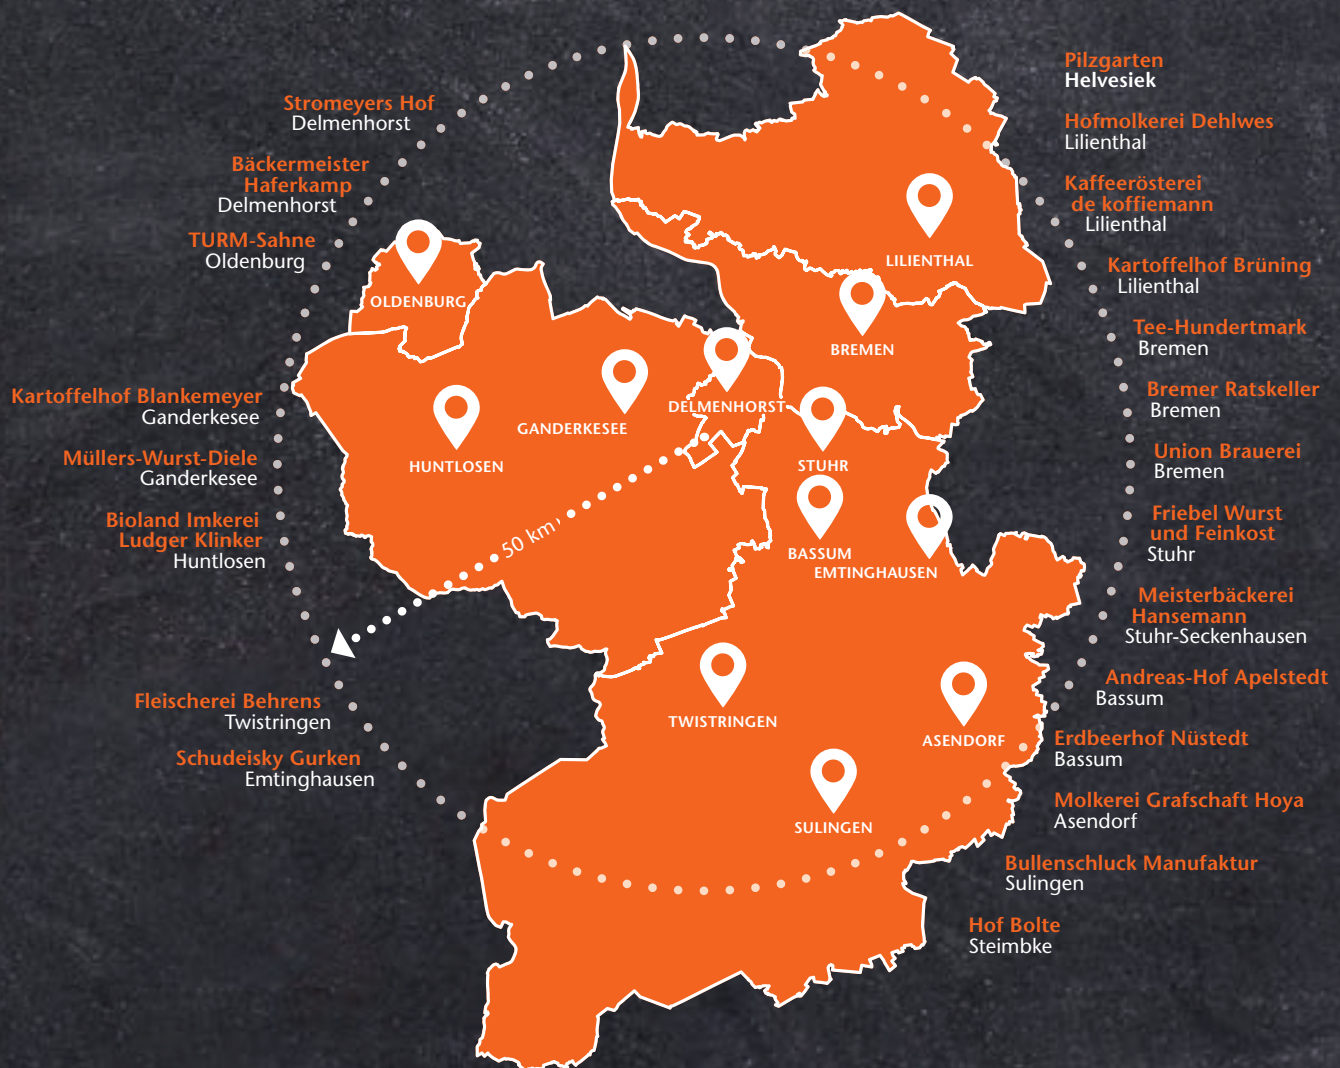 Stromeyers Hof
Delmenhorst
Bäckermeister
Haferkamp
Delmenhorst
TURM-Sahne
Oldenburg
Kartoffelhof Blankemeyer
Ganderkesee
Müllers-Wurst-Diele
Ganderkesee
Bioland Imkerei
Ludger Klinker
Huntlosen
Fleischerei Behrens
Twistringen
Schudeisky Gurken
Emtinghausen
OLDENBURG
HUNTLOSEN
GANDERKESEE
DELMENHORST
LILIENTHAL
BREMEN
STUHR
BASSUM
EMTINGHAUSEN
50 km
TWISTRINGEN
ASENDORF
SULINGEN
Pilzgarten
Helvesiek
Hofmolkerei Dehlwes
Lilienthal
Kaffeerösterei
de koffiemann
Lilienthal
Kartoffelhof Brüning
Lilienthal
Tee-Hundertmark
Bremen
Bremer Ratskeller
Bremen
Union Brauerei
Bremen
Friebel Wurst
und Feinkost
Stuhr
Meisterbäckerei
Hansemann
Stuhr-Seckenhausen
Andreas-Hof Apelstedt
Bassum
Erdbeerhof Nüstedt
Bassum
Molkerei Grafschaft Hoya
Asendorf
Bullenschluck Manufaktur
Sulingen
Hof Bolte
Steimbke